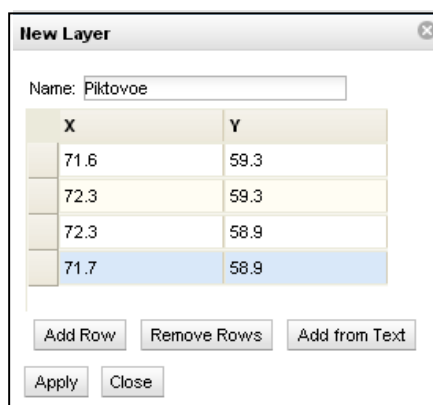 New Layer
Name: Piktovoe
X Y
71.6 59.3
72.3 59.3
72.3 58.9
71.7 58.9
Add Row Remove Rows Add from Text
Apply Close